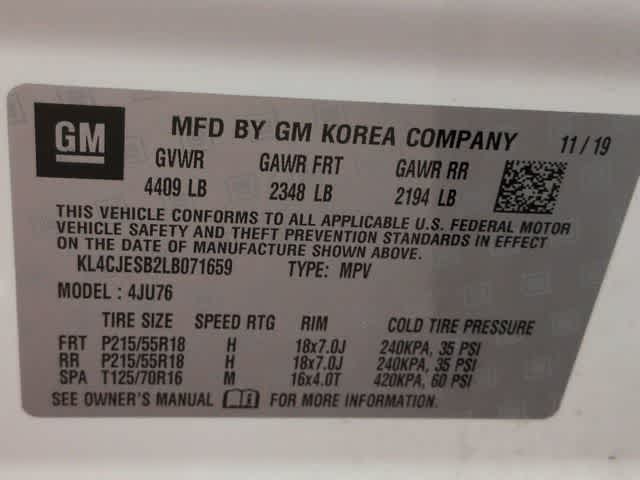 GM
MFD BY GM KOREA COMPANY 11/19
GVWR GAWR FRT GAWR RR
4409 LB 2348 LB 2194 LB
THIS VEHICLE CONFORMS TO ALL APPLICABLE U.S. FEDERAL MOTOR
VEHICLE SAFETY AND THEFT PREVENTION STANDARDS IN EFFECT
ON THE DATE OF MANUFACTURE SHOWN ABOVE.
KL4CJESB2LB071659 TYPE: MPV
MODEL : 4JU76
TIRE SIZE SPEED RTG RIM COLD TIRE PRESSURE
FRT P215/55R18 H 18x7.0J 240KPA, 35 PSI
RR P215/55R18 H 18x7.0J 240KPA, 35 PSI
SPA T125/70R16 M 16x4.0T 420KPA, 60 PSI
SEE OWNER'S MANUAL FOR MORE INFORMATION.